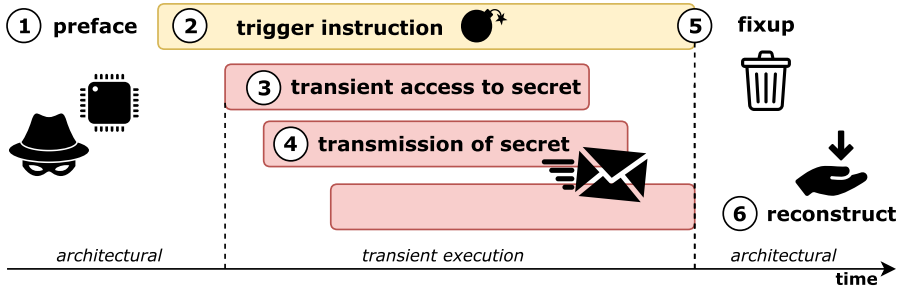 1 preface
2 trigger instruction
5 fixup
3 transient access to secret
4 transmission of secret
6 reconstruct
architectural
transient execution
architectural
time